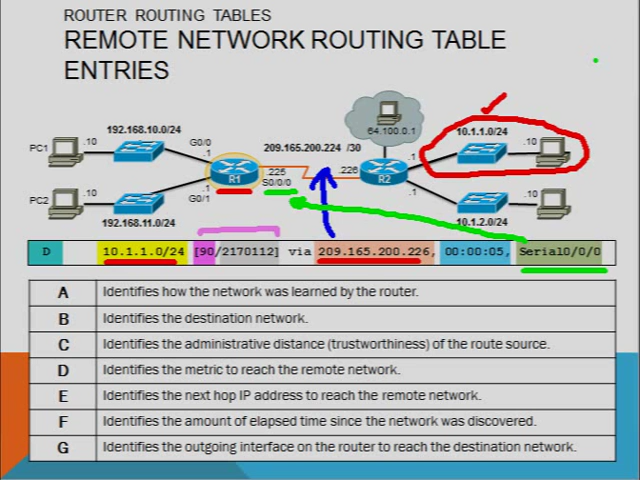 ROUTER ROUTING TABLES
REMOTE NETWORK ROUTING TABLE
ENTRIES
64.100.0.1
192.168.10.0/24
10.1.1.0/24
PC1
.10
G0/0
.1
209.165.200.224 /30
.1
.10
R1
.225
S0/0/0
.226
R2
PC2
.10
.1
G0/1
.1
.10
192.168.11.0/24
10.1.2.0/24
D 10.1.1.0/24 [90/2170112] via 209.165.200.226, 00:00:05, Serial0/0/0
A Identifies how the network was learned by the router.
B Identifies the destination network.
C Identifies the administrative distance (trustworthiness) of the route source.
D Identifies the metric to reach the remote network.
E Identifies the next hop IP address to reach the remote network.
F Identifies the amount of elapsed time since the network was discovered.
G Identifies the outgoing interface on the router to reach the destination network.